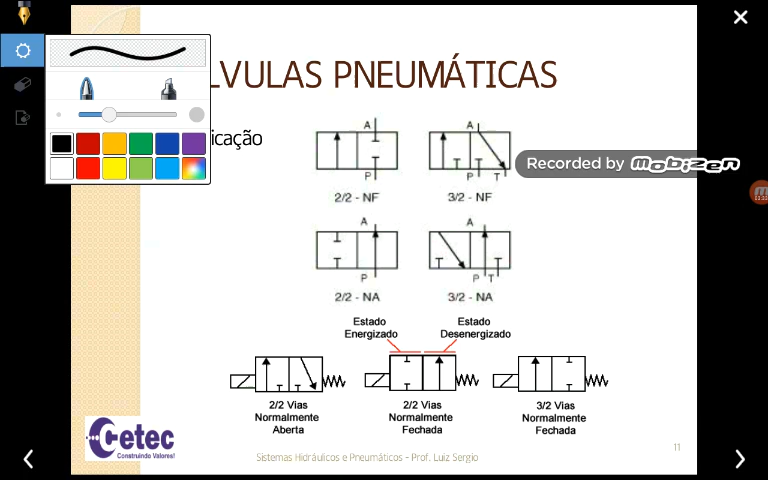 LVULAS PNEUMÁTICAS
icação
A
P
2/2 - NF
A
P T
3/2 - NF
Recorded by mobizen
A
P
2/2 - NA
A
P T
3/2 - NA
Estado
Energizado
Estado
Desenergizado
2/2 Vias
Normalmente
Aberta
2/2 Vias
Normalmente
Fechada
3/2 Vias
Normalmente
Fechada
Cetec
Construindo Valores!
Sistemas Hidráulicos e Pneumáticos - Prof. Luiz Sergio
11